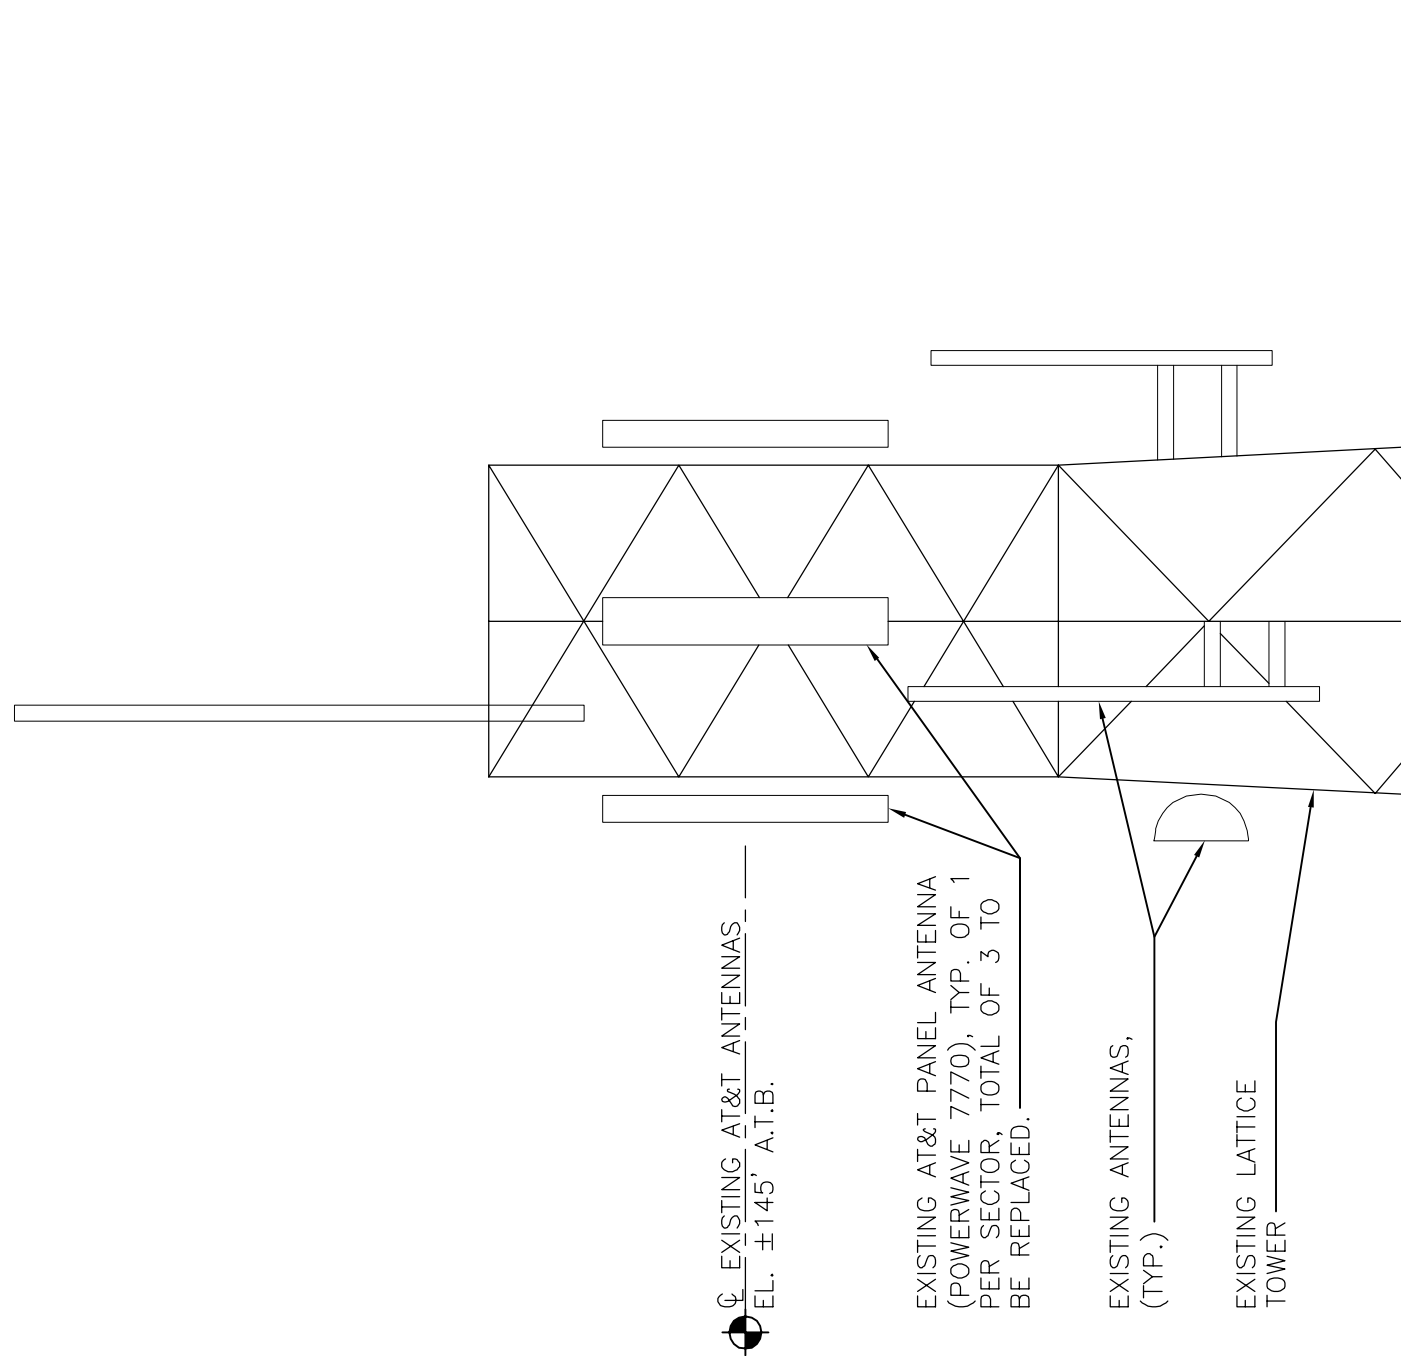 ℄ EXISTING AT&T ANTENNAS
EL. ±145' A.T.B.
EXISTING AT&T PANEL ANTENNA
(POWERWAVE 7770), TYP. OF 1
PER SECTOR, TOTAL OF 3 TO
BE REPLACED.
EXISTING ANTENNAS,
(TYP.)
EXISTING LATTICE
TOWER